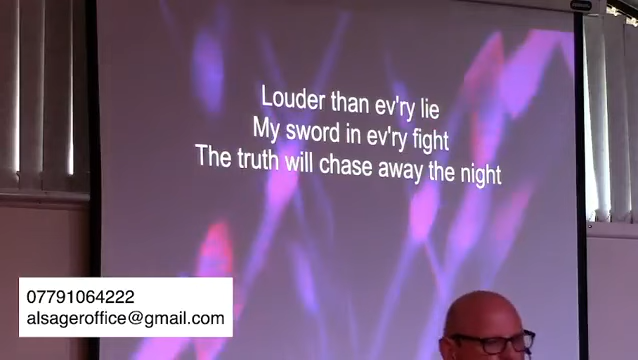 Louder than ev'ry lie
My sword in ev'ry fight
The truth will chase away the night
07791064222
alsageroffice@gmail.com